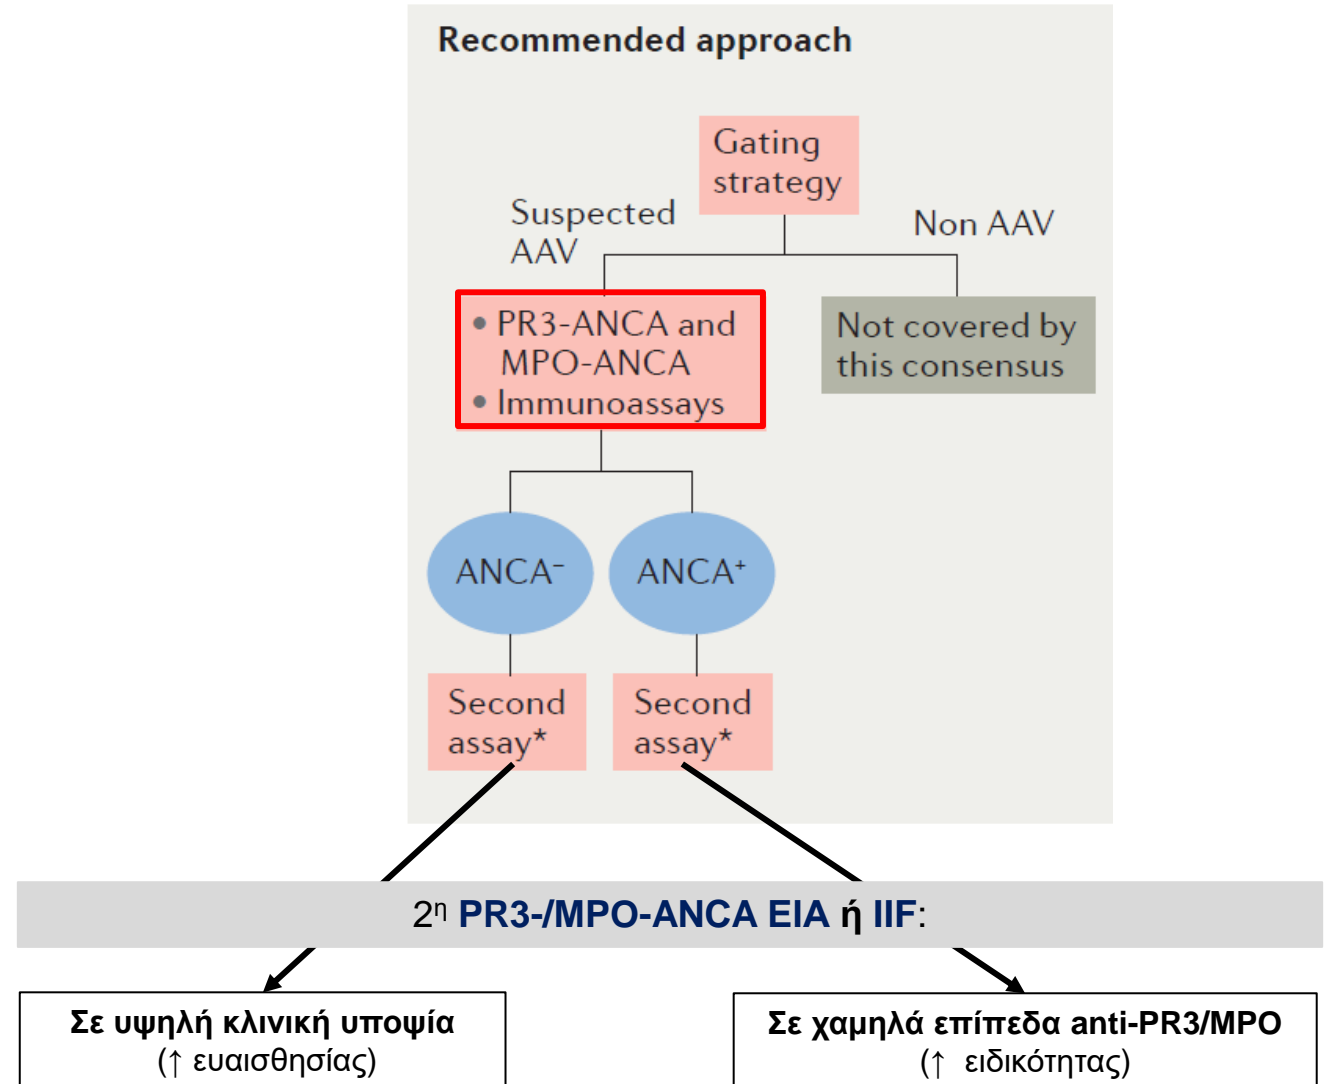 Recommended approach
Gating
strategy
Suspected
AAV
Non AAV
• PR3-ANCA and
MPO-ANCA
• Immunoassays
Not covered by
this consensus
ANCA⁻
ANCA⁺
Second
assay*
Second
assay*
2η PR3-/MPO-ANCA EIA ή IIF:
Σε υψηλή κλινική υποψία
(↑ ευαισθησίας)
Σε χαμηλά επίπεδα anti-PR3/MPO
(↑ ειδικότητας)